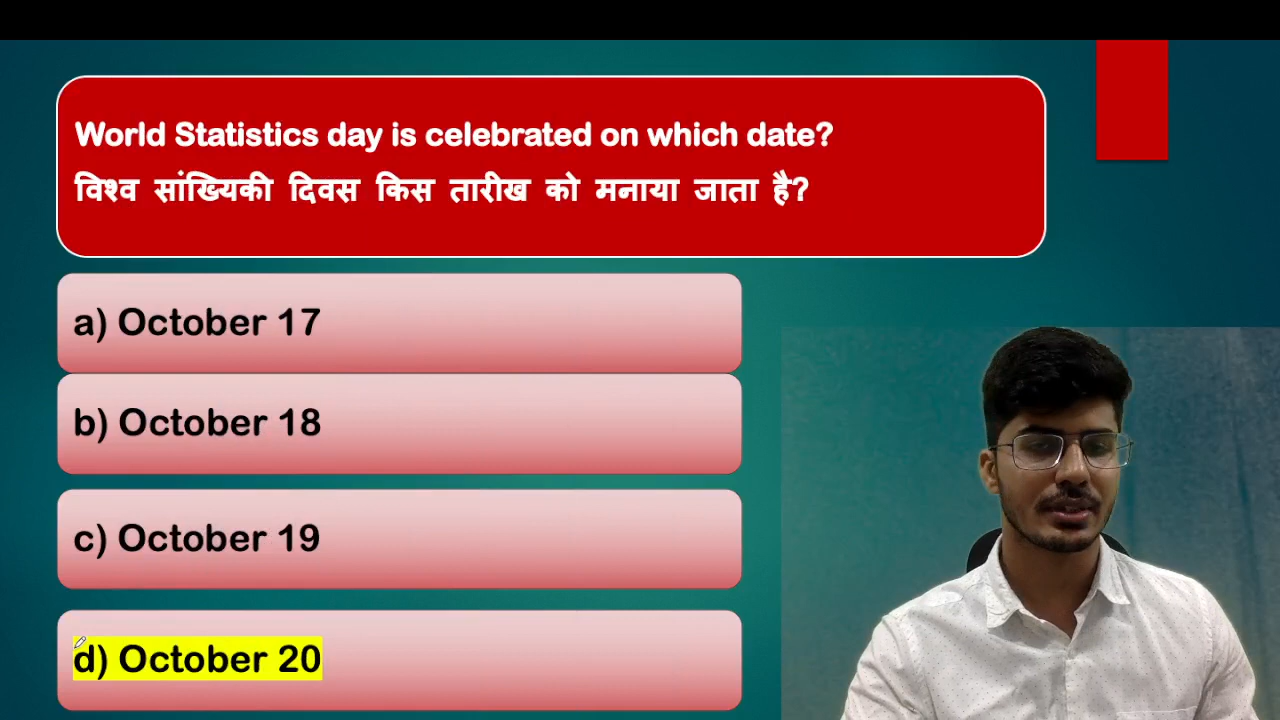 World Statistics day is celebrated on which date?
विश्व सांख्यिकी दिवस किस तारीख को मनाया जाता है?
a) October 17
b) October 18
c) October 19
d) October 20